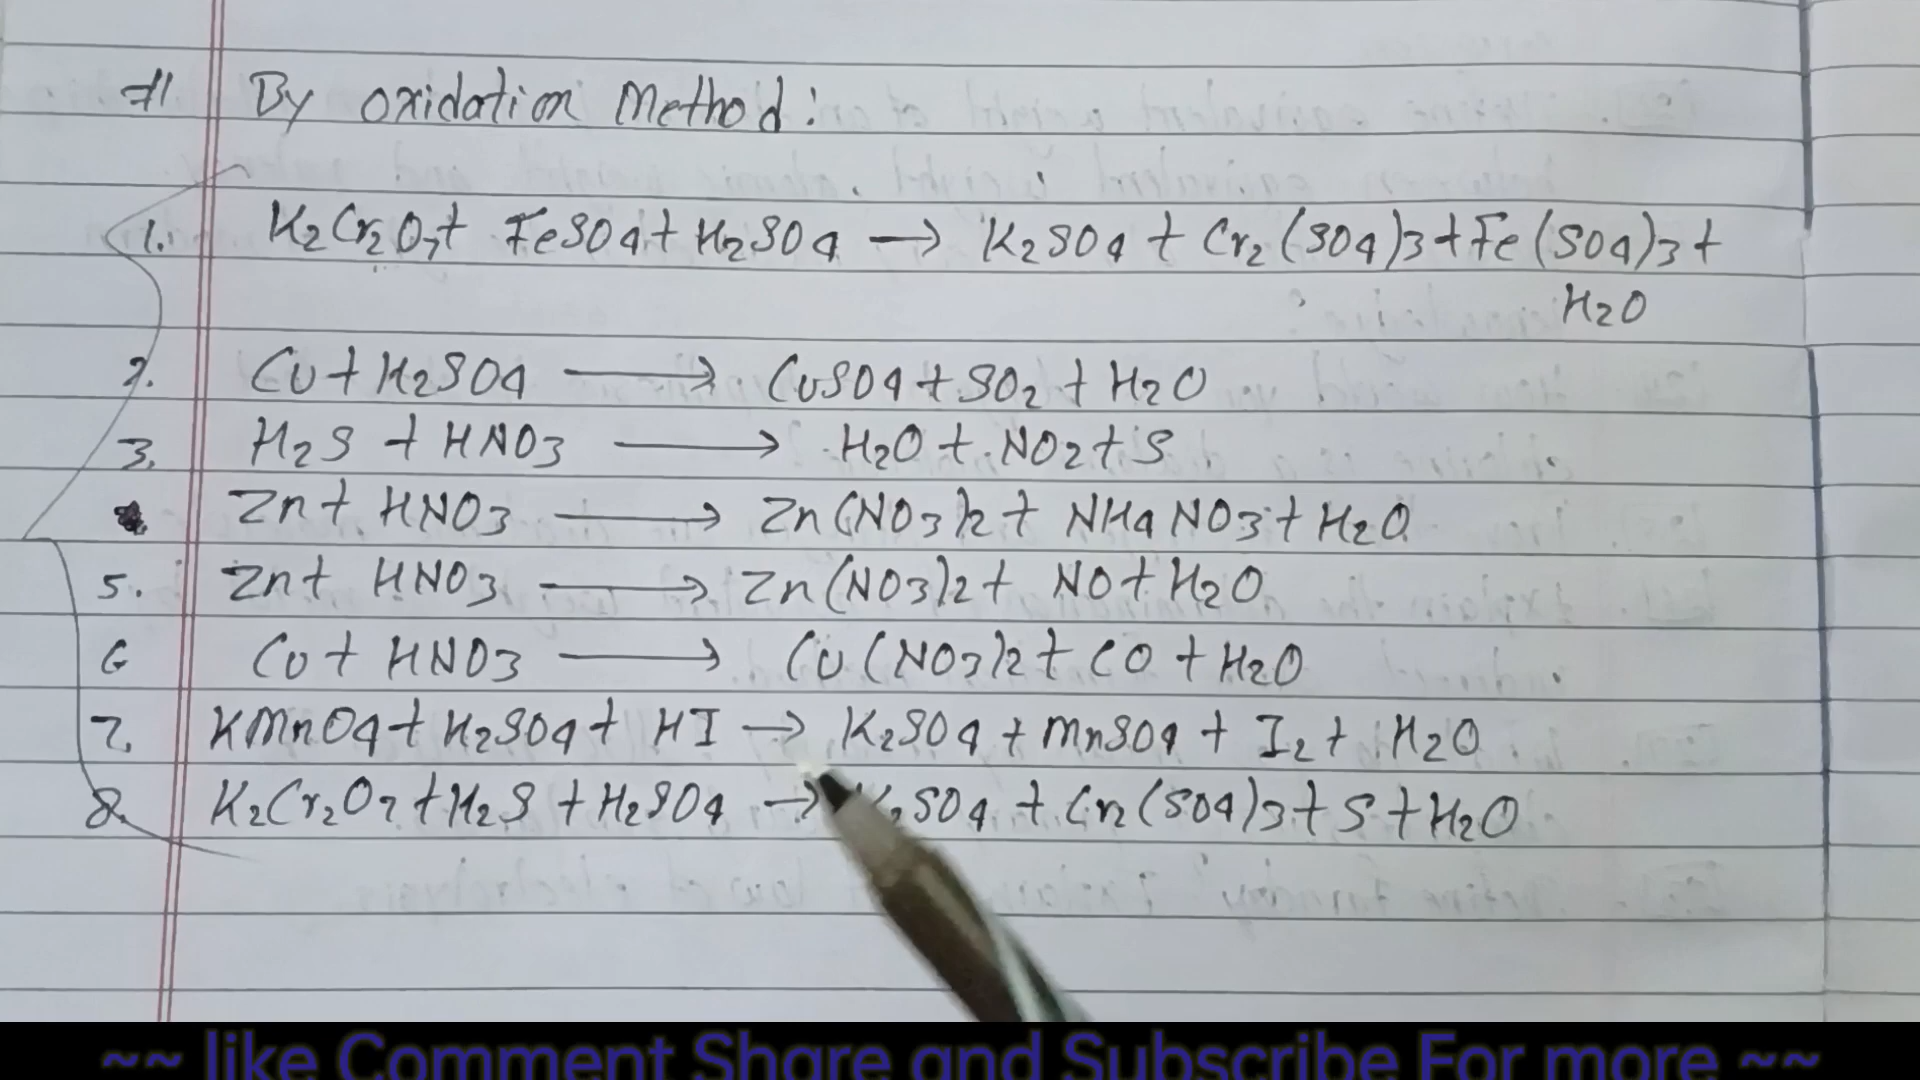 # By Oxidation Method:
1. K2Cr2O7+ FeSO4+ H2SO4 → K2SO4 + Cr2(SO4)3+Fe(SO4)3+
H2O
2. Cu+H2SO4 → CuSO4+SO2+H2O
3. H2S + HNO3 → H2O+NO2+S
Zn+ HNO3 → Zn(NO3)2+ NH4NO3+H2O
5. Zn+ HNO3 → Zn(NO3)2+ NO+H2O
6 Cu+ HNO3 → Cu(NO3)2+ CO +H2O
7. KMnO4+H2SO4+ HI → K2SO4+MnSO4+ I2+ H2O
8. K2Cr2O7+H2S+H2SO4 → K2SO4 + Cr2(SO4)3+S+H2O
~~ like Comment Share and Subscribe For more ~~